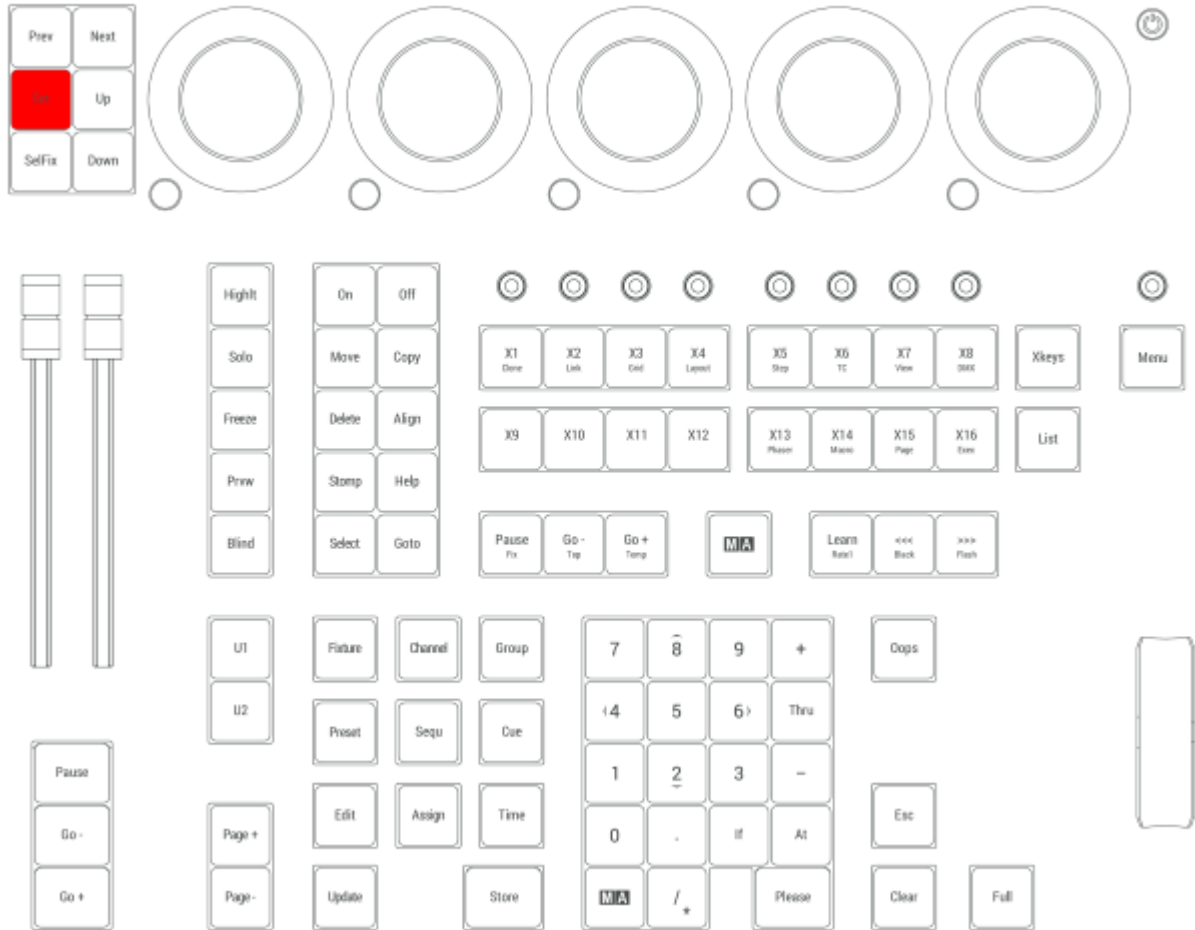 Prev Next
Set Up
SelFix Down
Highlt
Solo
Freeze
Prvw
Blind
On Off
Move Copy
Delete Align
Stomp Help
Select Goto
X1 X2 X3 X4 X5 X6 X7 X8 Xkeys Menu
Clone Link Grid Layout Step TC View DMX
X9 X10 X11 X12 X13 X14 X15 X16 List
Phaser Macro Page Exec
Pause Go - Go + MA Learn <<< >>>
Fix Top Temp Rate1 Black Flash
U1
U2
Fixture Channel Group
Preset Sequ Cue
Edit Assign Time
Update Store
7 8 9 +
4 5 6 Thru
1 2 3 -
0 . If At
MA / * Please
Oops
Esc
Clear Full
Pause
Go -
Go +
Page +
Page -